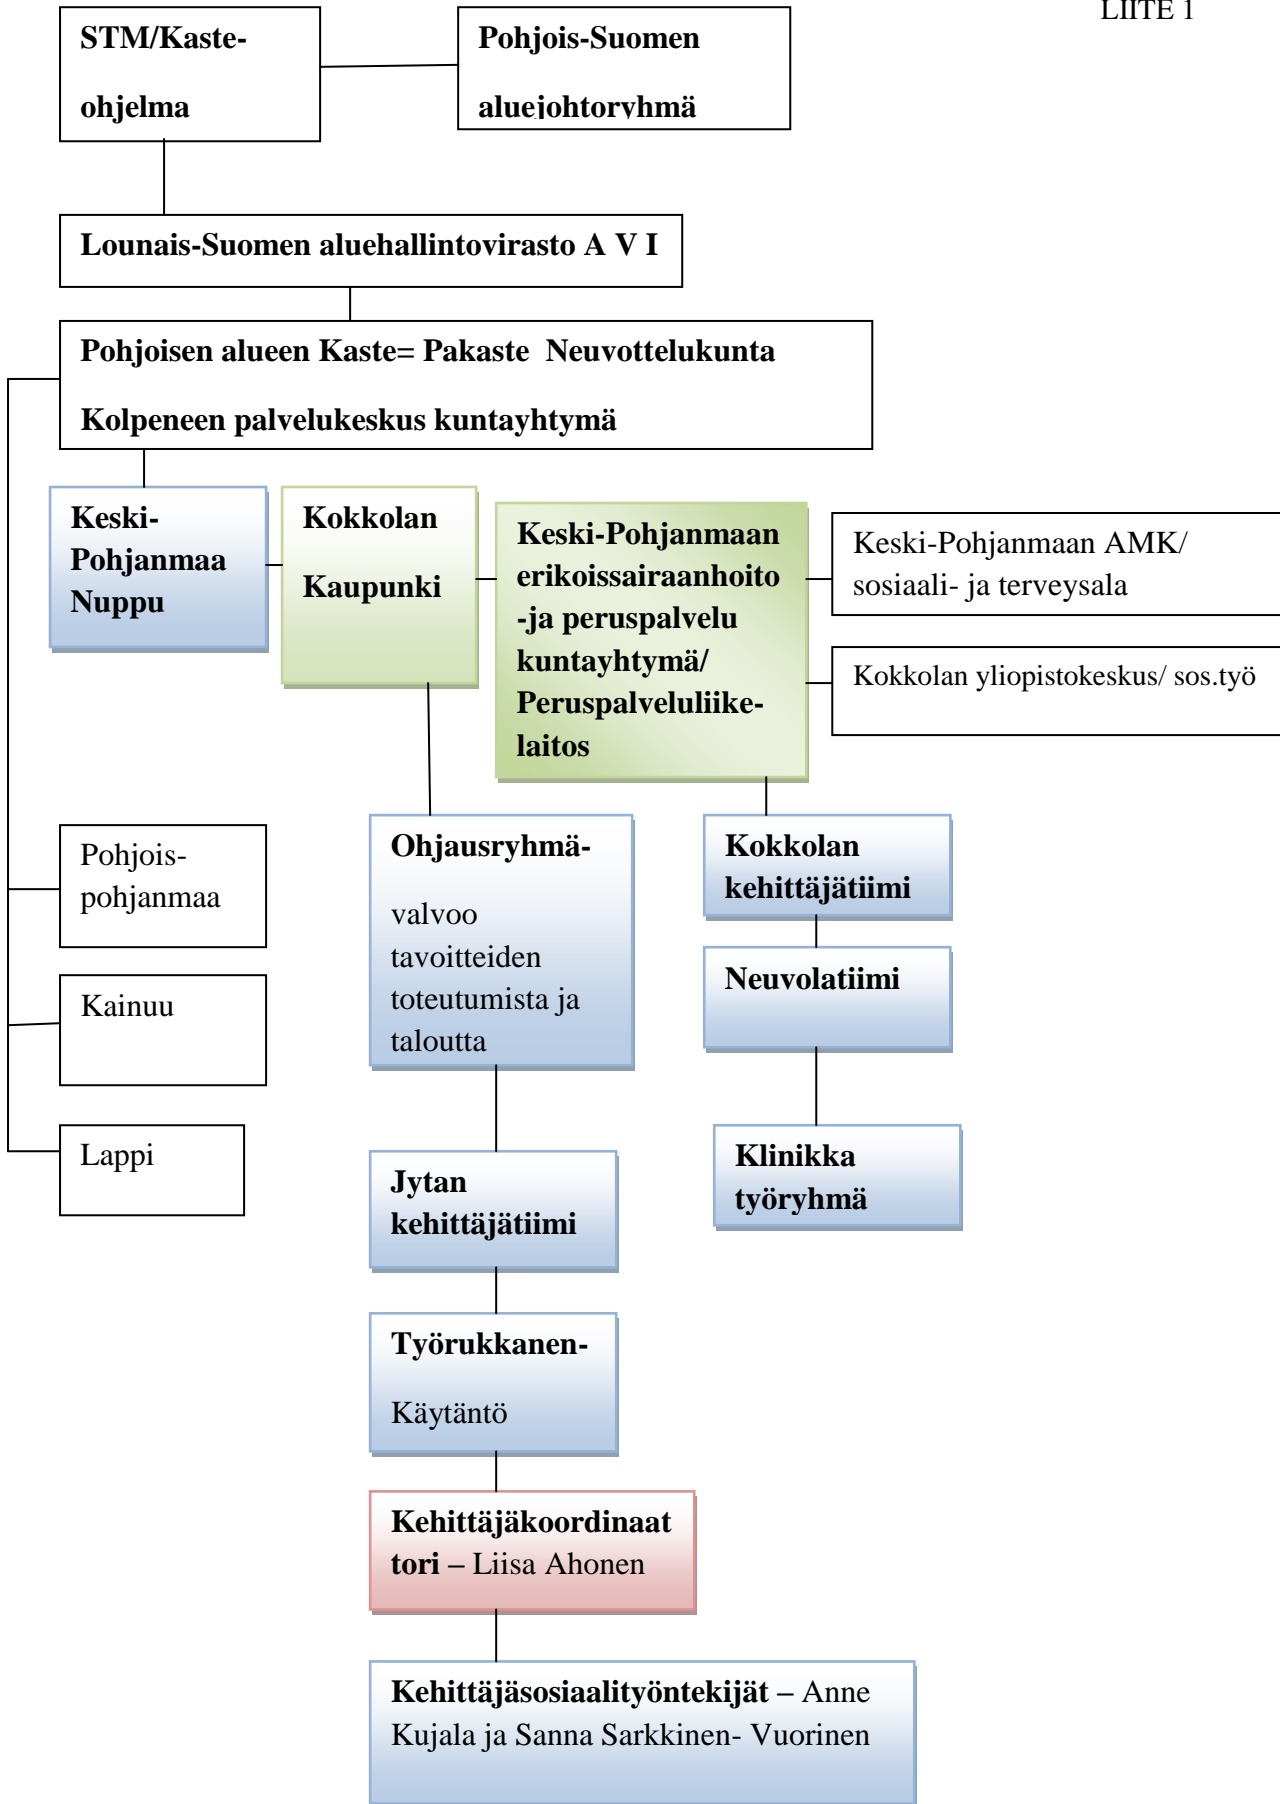 LIITE 1
STM/Kaste-
ohjelma
Pohjois-Suomen
aluejohtoryhmä
Lounais-Suomen aluehallintovirasto A V I
Pohjoisen alueen Kaste= Pakaste  Neuvottelukunta
Kolpeneen palvelukeskus kuntayhtymä
Keski-
Pohjanmaa
Nuppu
Kokkolan
Kaupunki
Keski-Pohjanmaan
erikoissairaanhoito
-ja peruspalvelu
kuntayhtymä/
Peruspalveluliike-
laitos
Keski-Pohjanmaan AMK/
sosiaali- ja terveysala
Kokkolan yliopistokeskus/ sos.työ
Pohjois-
pohjanmaa
Kainuu
Lappi
Ohjausryhmä-
valvoo
tavoitteiden
toteutumista ja
taloutta
Kokkolan
kehittäjätiimi
Neuvolatiimi
Klinikka
työryhmä
Jytan
kehittäjätiimi
Työrukkanen-
Käytäntö
Kehittäjäkoordinaat
tori – Liisa Ahonen
Kehittäjäsosiaalityöntekijät – Anne
Kujala ja Sanna Sarkkinen- Vuorinen